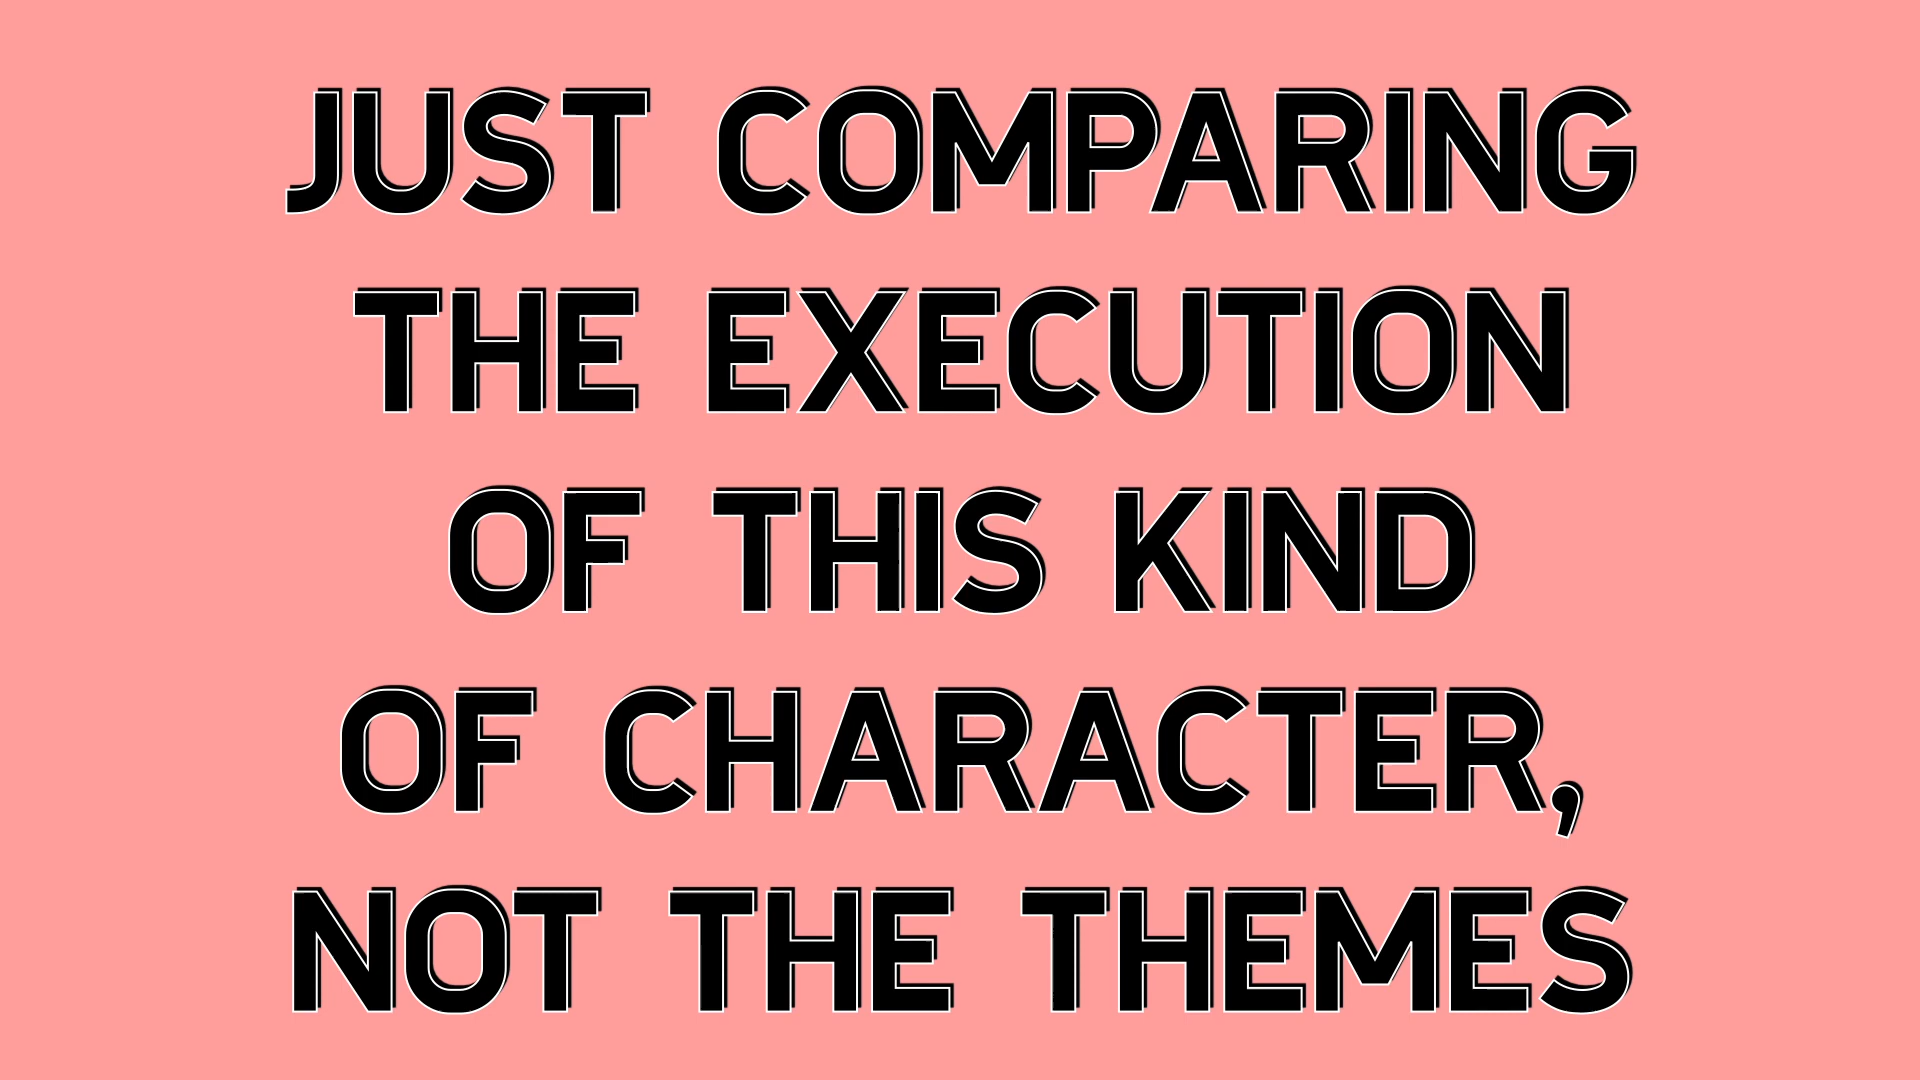 JUST COMPARING
THE EXECUTION
OF THIS KIND
OF CHARACTER,
NOT THE THEMES